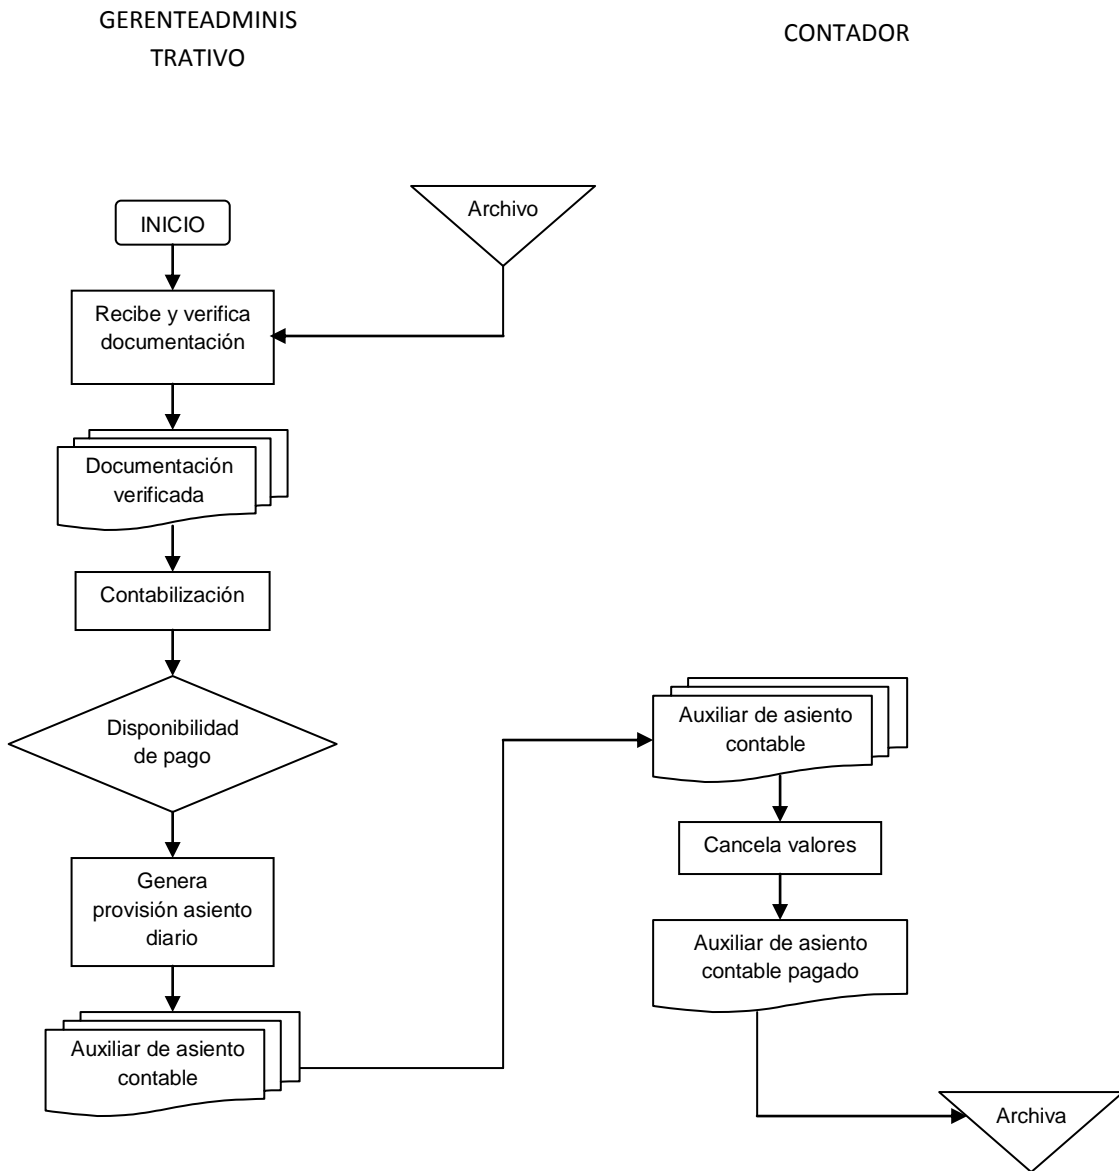 GERENTEADMINIS
TRATIVO
CONTADOR
Archivo
INICIO
Recibe y verifica
documentación
Documentación
verificada
Contabilización
Disponibilidad
de pago
Genera
provisión asiento
diario
Auxiliar de asiento
contable
Auxiliar de asiento
contable
Cancela valores
Auxiliar de asiento
contable pagado
Archiva